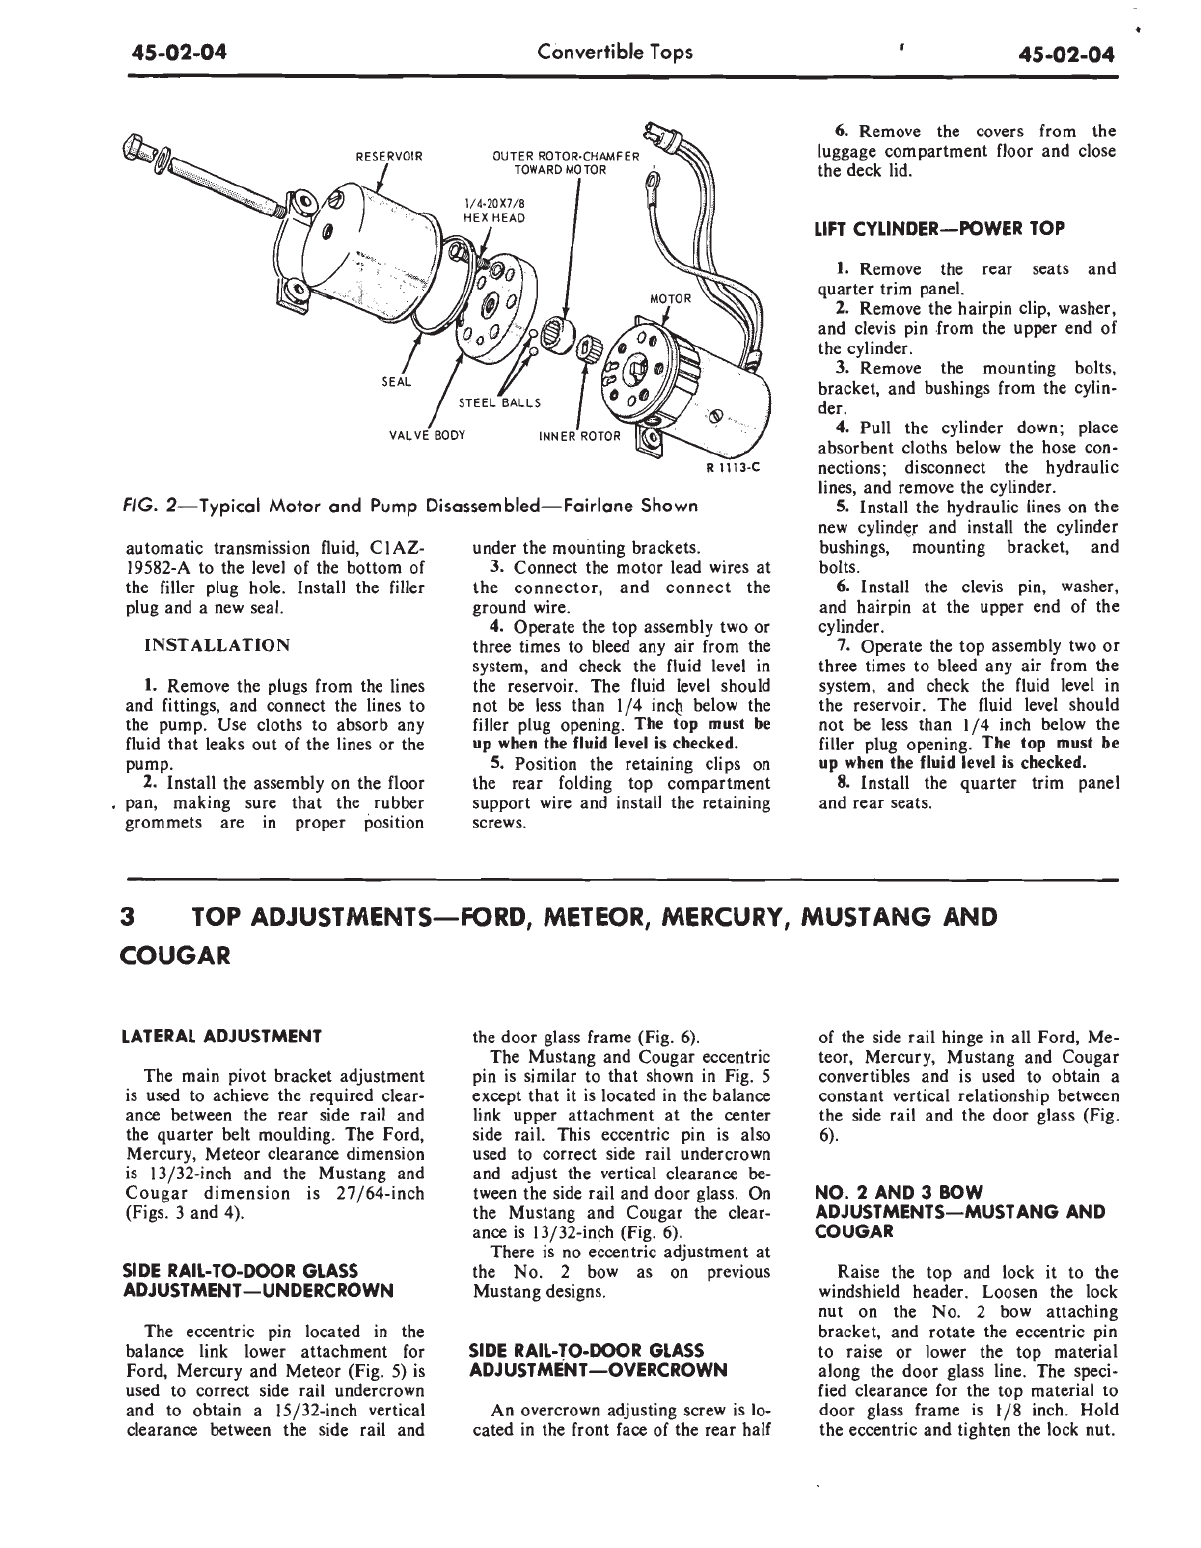 45-02-04
Convertible Tops
45-02-04
RESERVOIR
OUTER ROTOR-CHAMFER
TOWARD MOTOR
1/4-20X7/8
HEX HEAD
MOTOR
SEAL
STEEL BALLS
VALVE BODY
INNER ROTOR
R 1113-C
FIG. 2—Typical Motor and Pump Disassembled—Fairlane Shown
automatic transmission fluid, C1AZ-
19582-A to the level of the bottom of
the filler plug hole. Install the filler
plug and a new seal.
INSTALLATION
1. Remove the plugs from the lines
and fittings, and connect the lines to
the pump. Use cloths to absorb any
fluid that leaks out of the lines or the
pump.
2. Install the assembly on the floor
pan, making sure that the rubber
grommets are in proper position
under the mounting brackets.
3. Connect the motor lead wires at
the connector, and connect the
ground wire.
4. Operate the top assembly two or
three times to bleed any air from the
system, and check the fluid level in
the reservoir. The fluid level should
not be less than 1/4 inch below the
filler plug opening. The top must be
up when the fluid level is checked.
5. Position the retaining clips on
the rear folding top compartment
support wire and install the retaining
screws.
6. Remove the covers from the
luggage compartment floor and close
the deck lid.
LIFT CYLINDER—POWER TOP
1. Remove the rear seats and
quarter trim panel.
2. Remove the hairpin clip, washer,
and clevis pin from the upper end of
the cylinder.
3. Remove the mounting bolts,
bracket, and bushings from the cylin-
der.
4. Pull the cylinder down; place
absorbent cloths below the hose con-
nections; disconnect the hydraulic
lines, and remove the cylinder.
5. Install the hydraulic lines on the
new cylinder and install the cylinder
bushings, mounting bracket, and
bolts.
6. Install the clevis pin, washer,
and hairpin at the upper end of the
cylinder.
7. Operate the top assembly two or
three times to bleed any air from the
system, and check the fluid level in
the reservoir. The fluid level should
not be less than 1/4 inch below the
filler plug opening. The top must be
up when the fluid level is checked.
8. Install the quarter trim panel
and rear seats.
3 TOP ADJUSTMENTS—FORD, METEOR, MERCURY, MUSTANG AND
COUGAR
LATERAL ADJUSTMENT
The main pivot bracket adjustment
is used to achieve the required clear-
ance between the rear side rail and
the quarter belt moulding. The Ford,
Mercury, Meteor clearance dimension
is 13/32-inch and the Mustang and
Cougar dimension is 27/64-inch
(Figs. 3 and 4).
SIDE RAIL-TO-DOOR GLASS
ADJUSTMENT—UNDERCROWN
The eccentric pin located in the
balance link lower attachment for
Ford, Mercury and Meteor (Fig. 5) is
used to correct side rail undercrown
and to obtain a 15/32-inch vertical
clearance between the side rail and
the door glass frame (Fig. 6).
The Mustang and Cougar eccentric
pin is similar to that shown in Fig. 5
except that it is located in the balance
link upper attachment at the center
side rail. This eccentric pin is also
used to correct side rail undercrown
and adjust the vertical clearance be-
tween the side rail and door glass. On
the Mustang and Cougar the clear-
ance is 13/32-inch (Fig. 6).
There is no eccentric adjustment at
the No. 2 bow as on previous
Mustang designs.
SIDE RAIL-TO-DOOR GLASS
ADJUSTMENT—OVERCROWN
An overcrown adjusting screw is lo-
cated in the front face of the rear half
of the side rail hinge in all Ford, Me-
teor, Mercury, Mustang and Cougar
convertibles and is used to obtain a
constant vertical relationship between
the side rail and the door glass (Fig.
6).
NO. 2 AND 3 BOW
ADJUSTMENTS—MUSTANG AND
COUGAR
Raise the top and lock it to the
windshield header. Loosen the lock
nut on the No. 2 bow attaching
bracket, and rotate the eccentric pin
to raise or lower the top material
along the door glass line. The speci-
fied clearance for the top material to
door glass frame is 1/8 inch. Hold
the eccentric and tighten the lock nut.